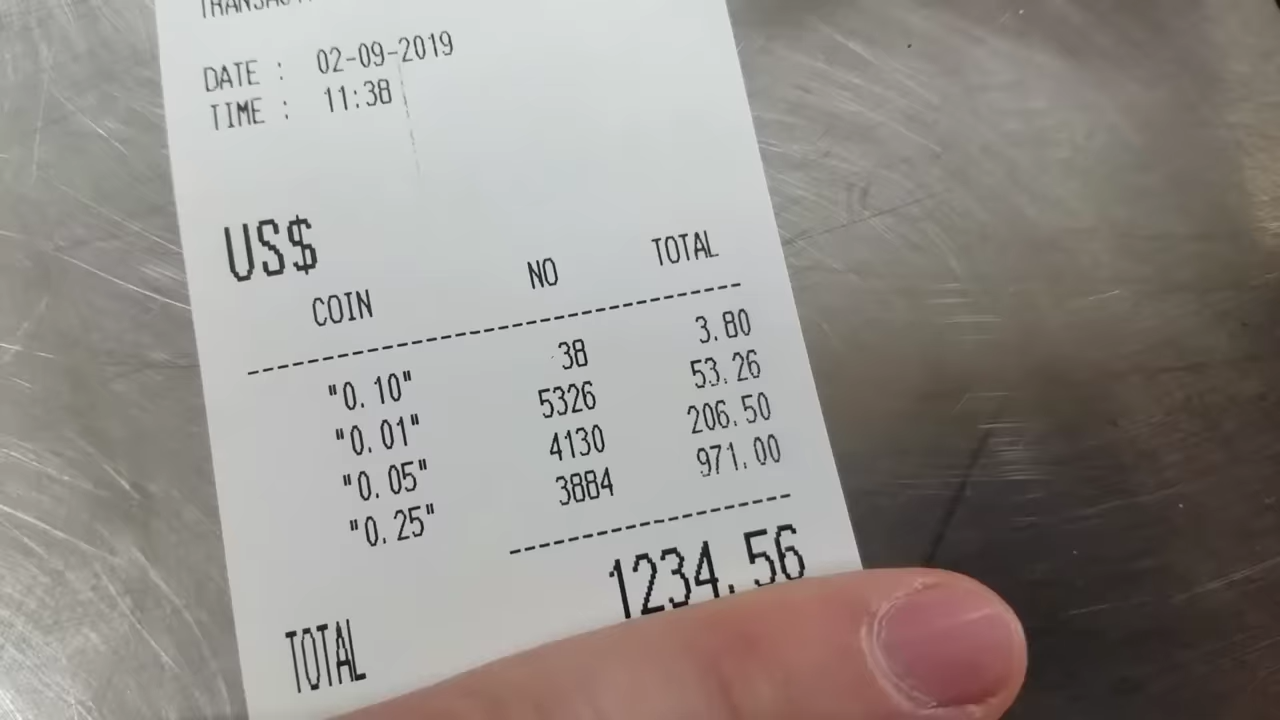 DATE : 02-09-2019
TIME : 11:38
US$
COIN NO TOTAL
"0.10" 38 3.80
"0.01" 5326 53.26
"0.05" 4130 206.50
"0.25" 3884 971.00
TOTAL 1234.56